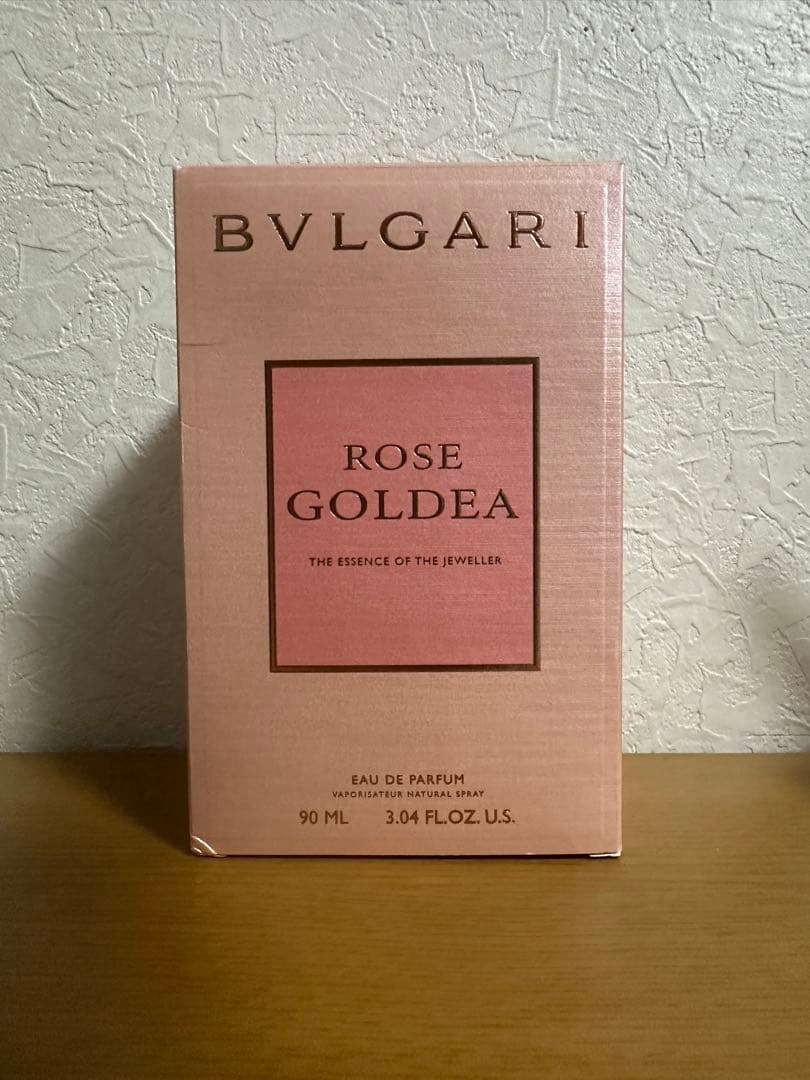 BVLGARI
ROSE
GOLDEA
THE ESSENCE OF THE JEWELLER
EAU DE PARFUM
VAPORISATEUR NATURAL SPRAY
90 ML 3.04 FL.OZ. U.S.